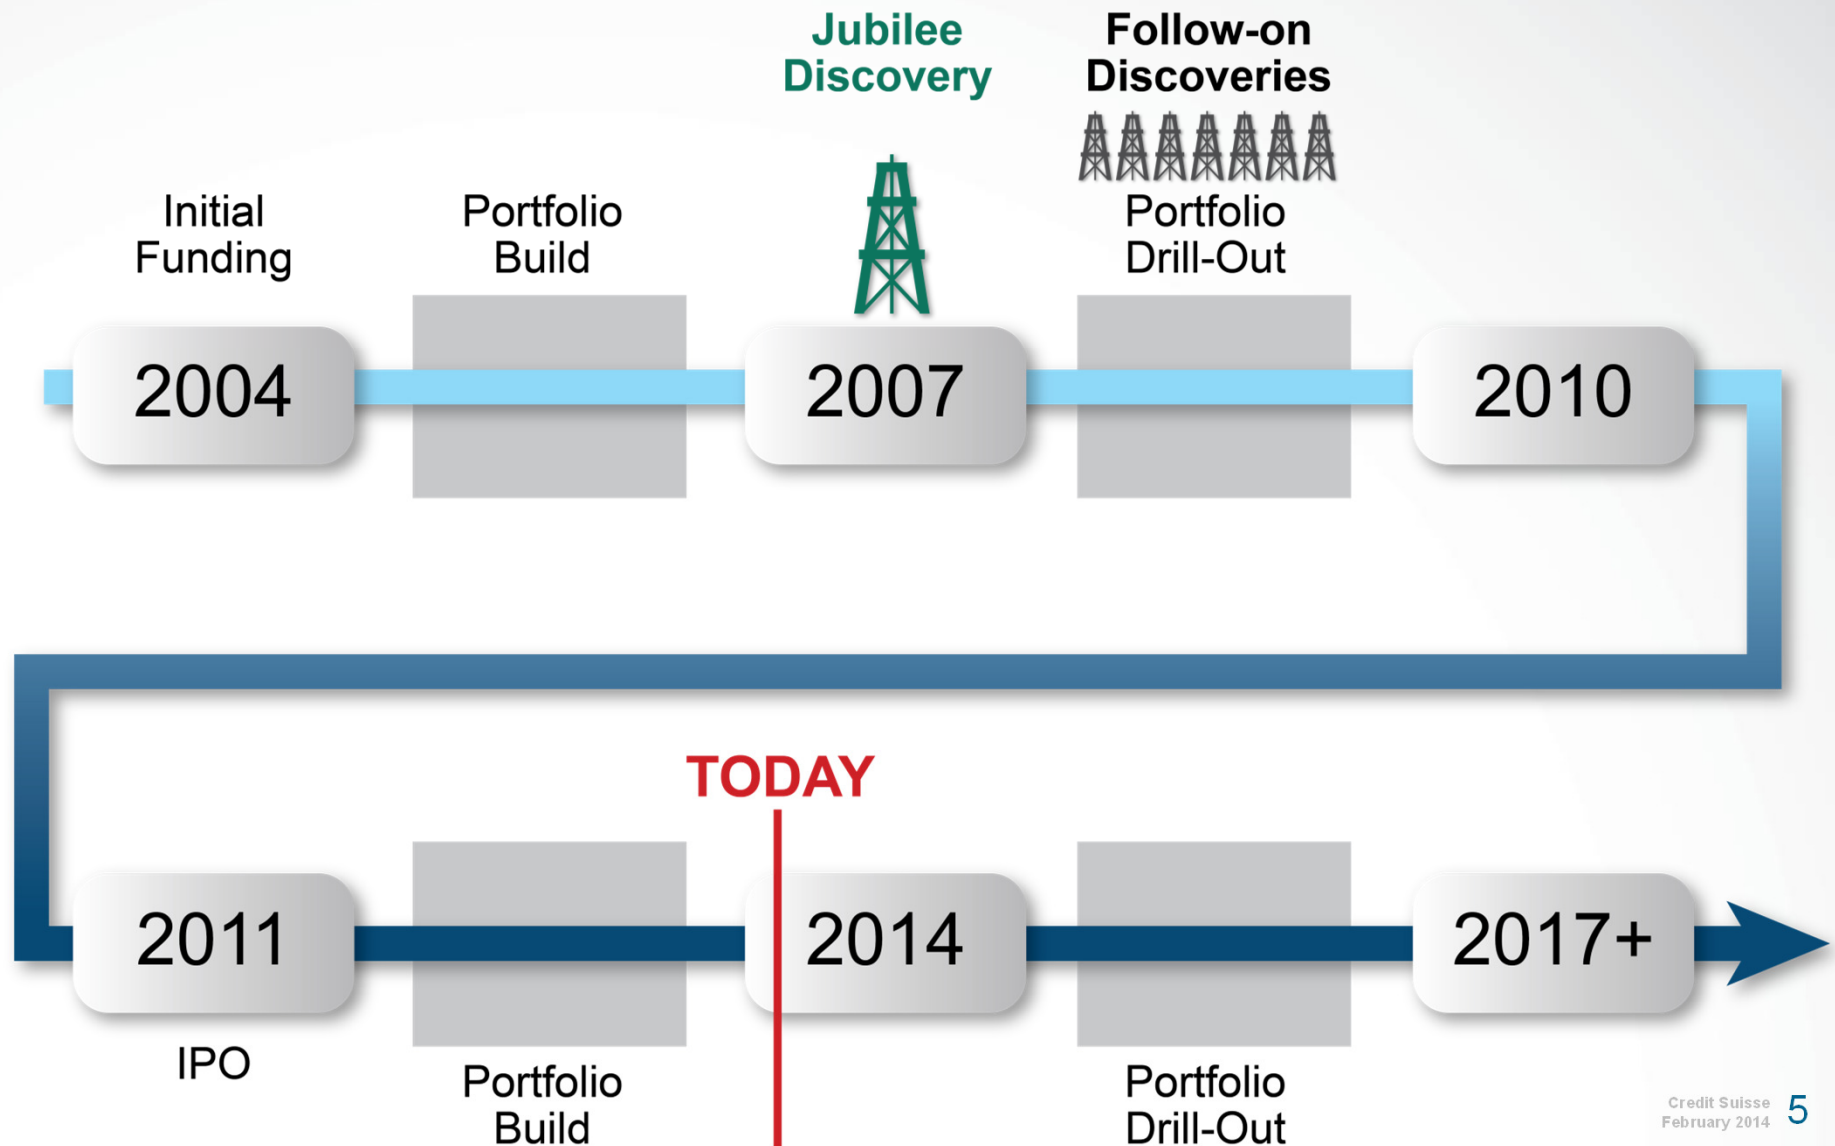 Jubilee
Discovery
Follow-on
Discoveries
Initial
Funding
Portfolio
Build
Portfolio
Drill-Out
2004
2007
2010
TODAY
2011
2014
2017+
IPO
Portfolio
Build
Portfolio
Drill-Out
Credit Suisse
February 2014
5